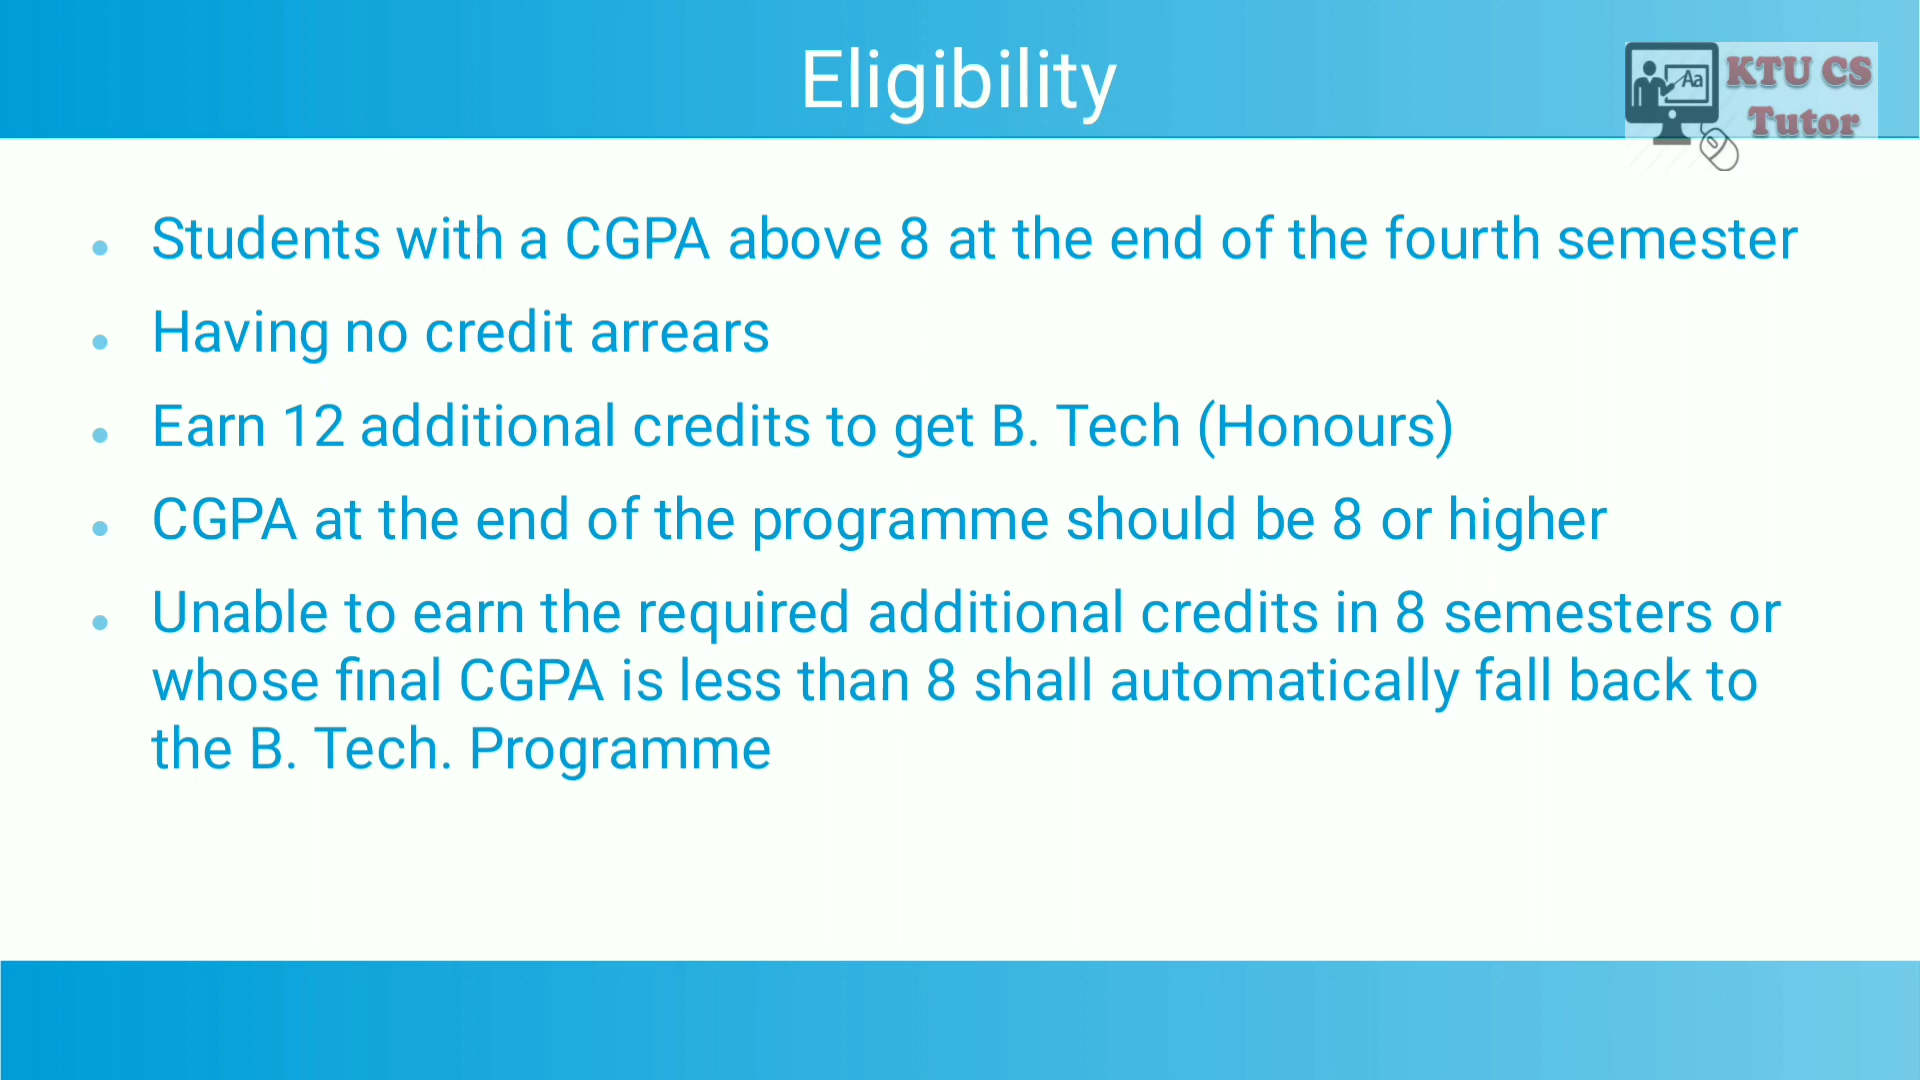 Eligibility
Aa
KTU CS
Tutor
Students with a CGPA above 8 at the end of the fourth semester
Having no credit arrears
Earn 12 additional credits to get B. Tech (Honours)
CGPA at the end of the programme should be 8 or higher
Unable to earn the required additional credits in 8 semesters or
whose final CGPA is less than 8 shall automatically fall back to
the B. Tech. Programme